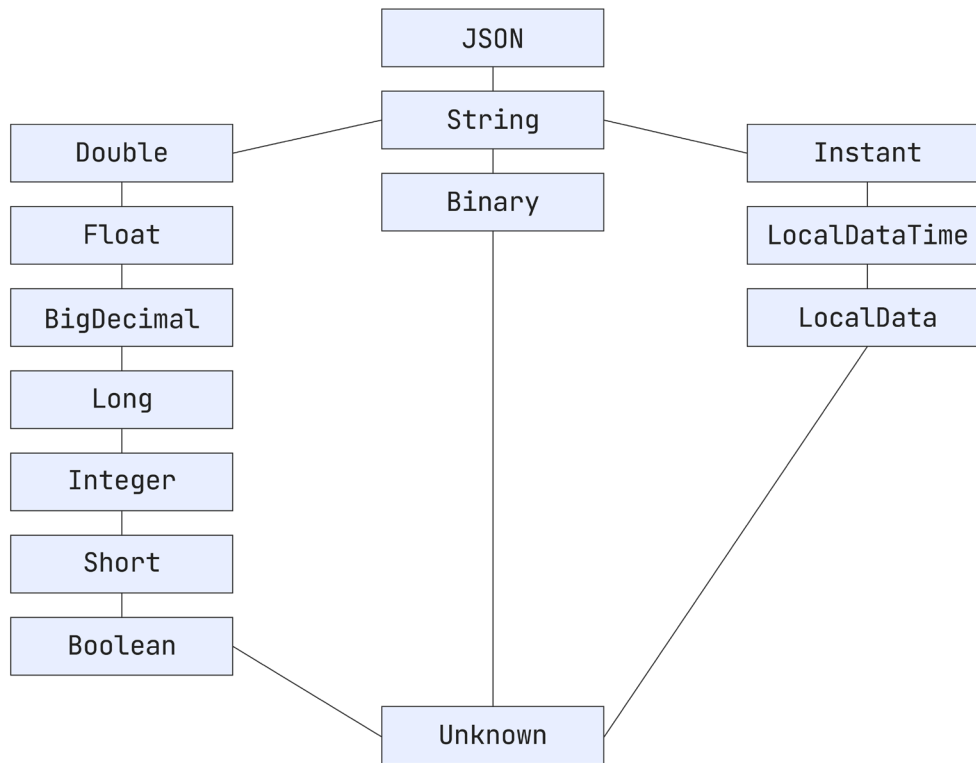 JSON
String
Double
Instant
Binary
Float
LocalDataTime
BigDecimal
LocalData
Long
Integer
Short
Boolean
Unknown